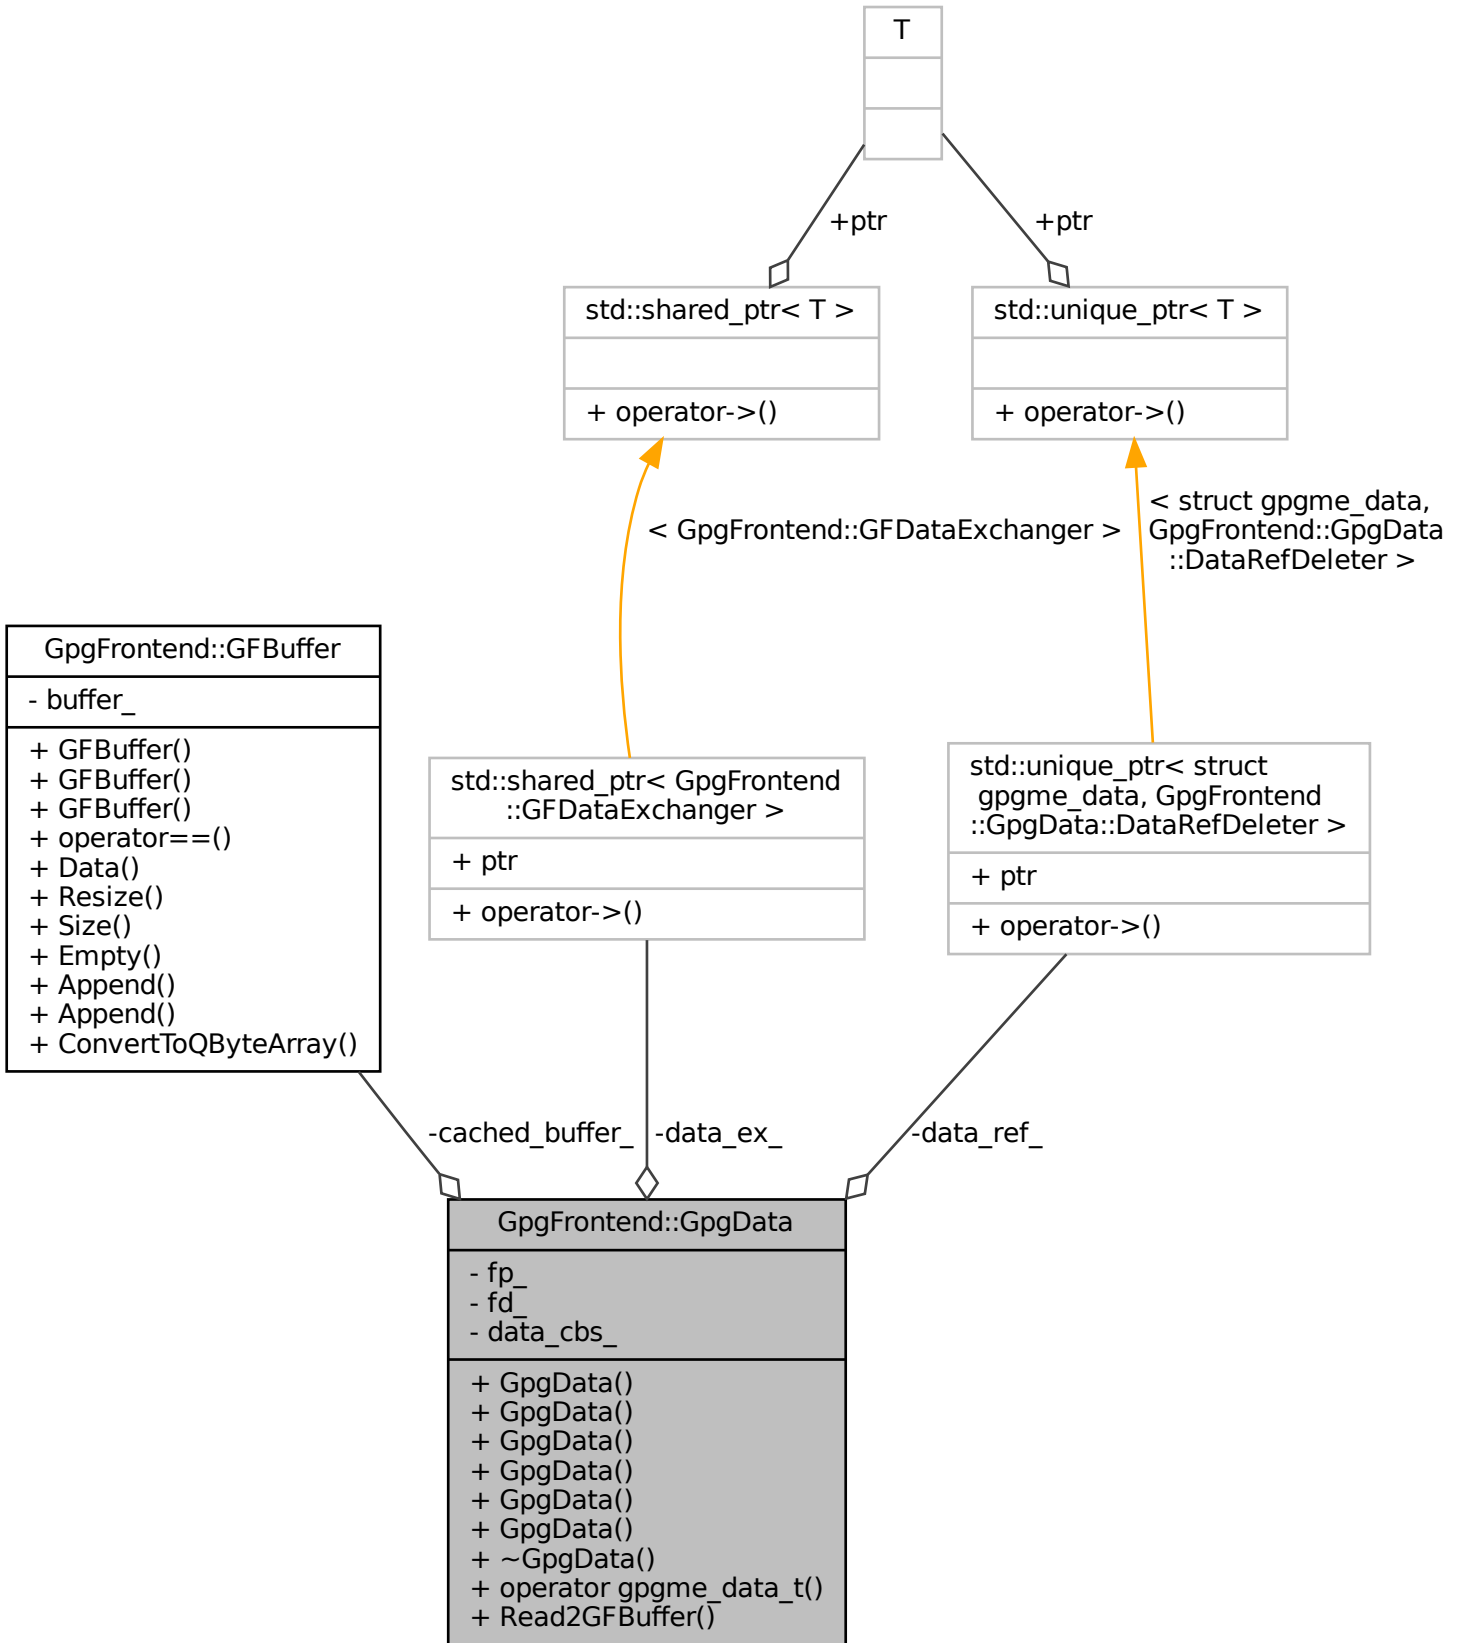 T
+ptr
+ptr
std::shared_ptr< T >
+ operator->()
std::unique_ptr< T >
+ operator->()
< GpgFrontend::GFDataExchanger >
< struct gpgme_data,
GpgFrontend::GpgData
::DataRefDeleter >
GpgFrontend::GFBuffer
- buffer_
+ GFBuffer()
+ GFBuffer()
+ GFBuffer()
+ operator==()
+ Data()
+ Resize()
+ Size()
+ Empty()
+ Append()
+ Append()
+ ConvertToQByteArray()
std::shared_ptr< GpgFrontend
::GFDataExchanger >
+ ptr
+ operator->()
std::unique_ptr< struct
gpgme_data, GpgFrontend
::GpgData::DataRefDeleter >
+ ptr
+ operator->()
-cached_buffer_
-data_ex_
-data_ref_
GpgFrontend::GpgData
- fp_
- fd_
- data_cbs_
+ GpgData()
+ GpgData()
+ GpgData()
+ GpgData()
+ GpgData()
+ GpgData()
+ ~GpgData()
+ operator gpgme_data_t()
+ Read2GFBuffer()